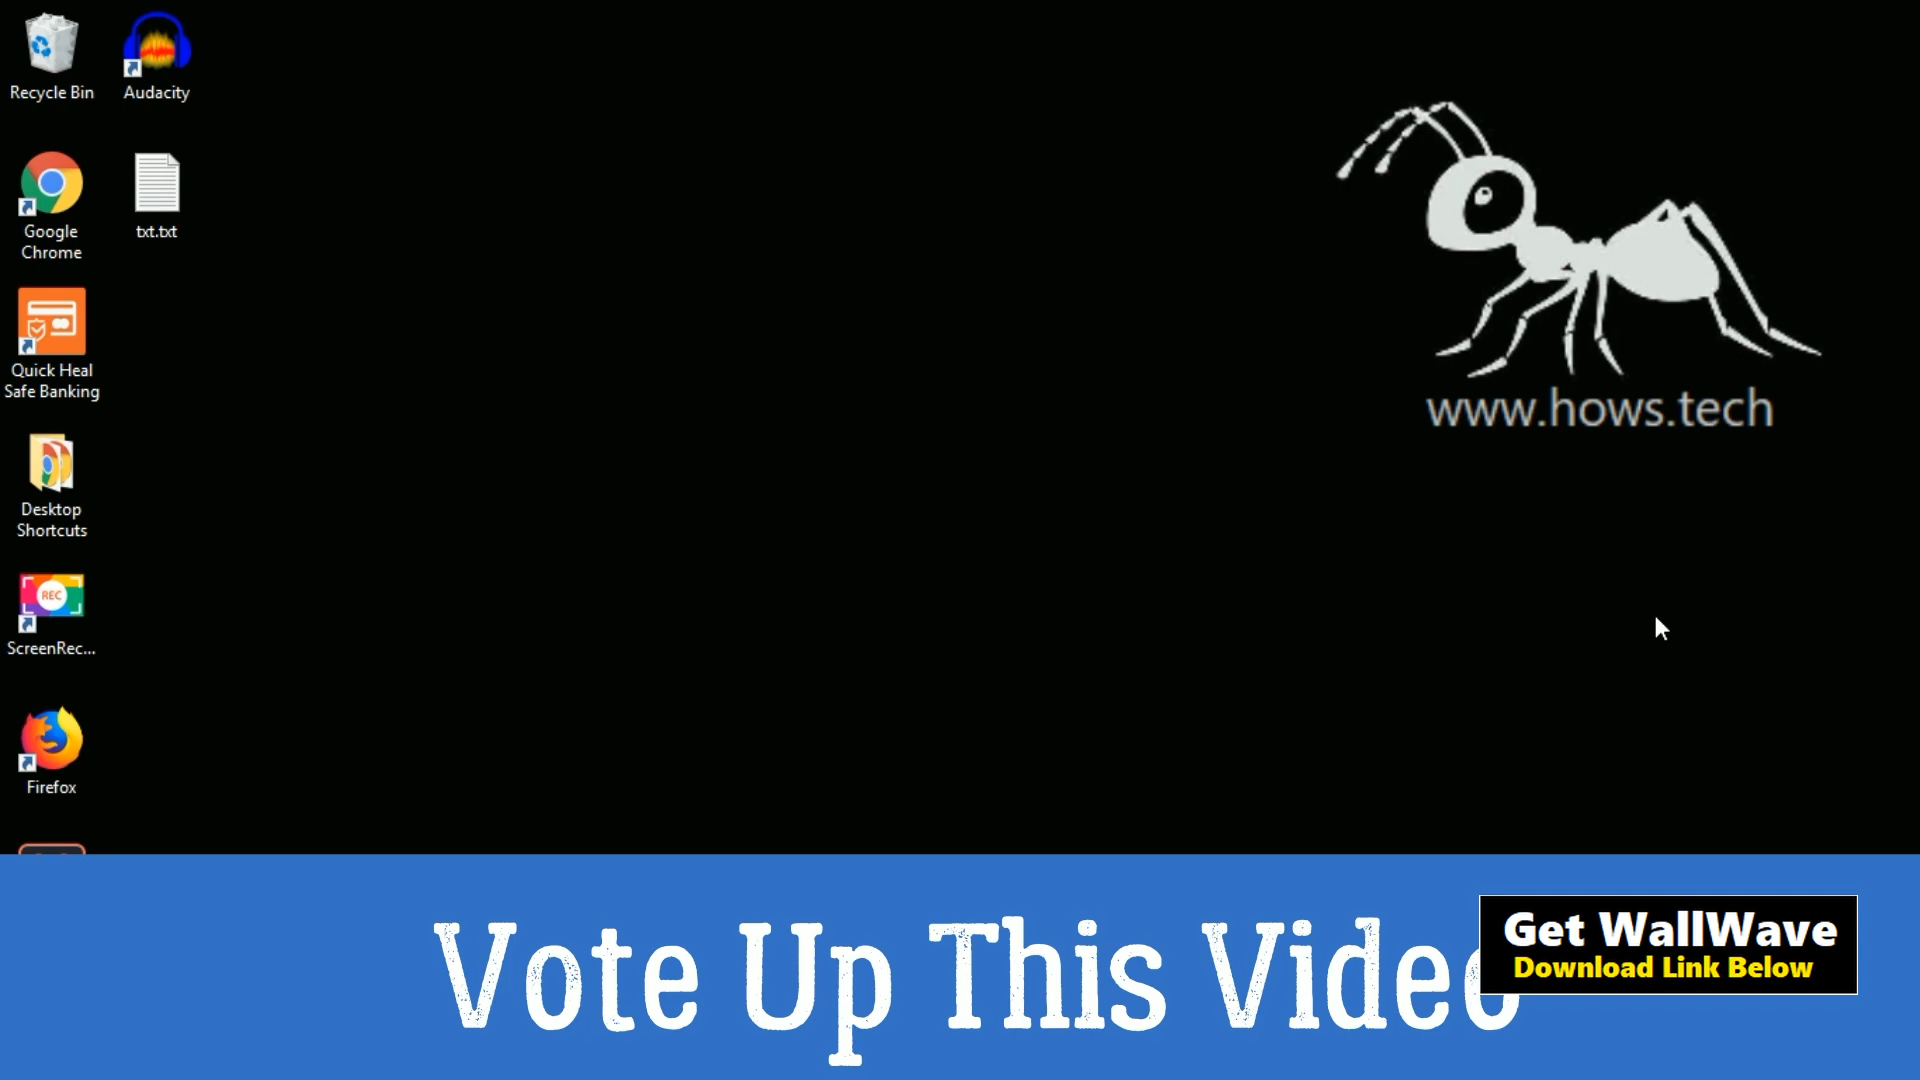 Recycle Bin
Audacity
Google
Chrome
txt.txt
Quick Heal
Safe Banking
Desktop
Shortcuts
REC
ScreenRec...
Firefox
www.hows.tech
Vote Up This Video
Get WallWave
Download Link Below